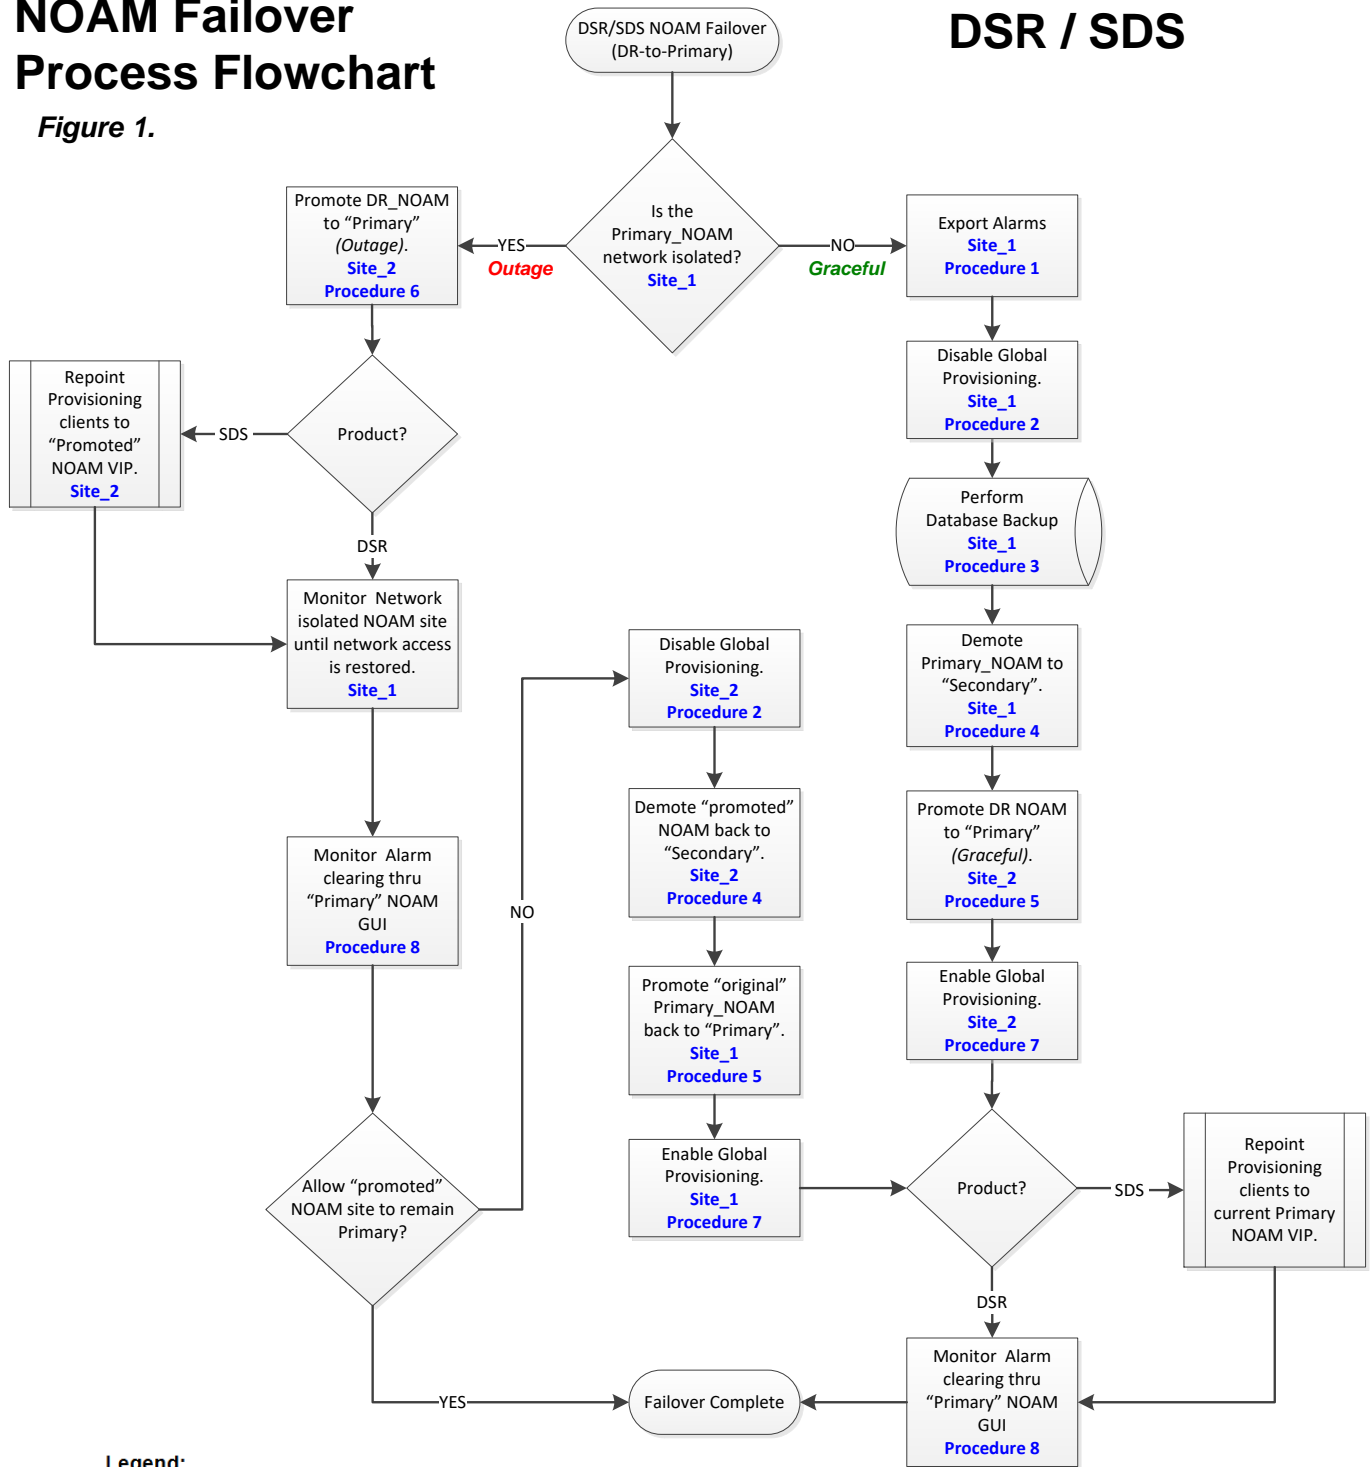 NOAM Failover
Process Flowchart
Figure 1.
DSR / SDS
DSR/SDS NOAM Failover
(DR-to-Primary)
Is the
Primary_NOAM
network isolated?
Site_1
YES
Outage
NO
Graceful
Promote DR_NOAM
to “Primary”
(Outage).
Site_2
Procedure 6
Product?
SDS
Repoint
Provisioning
clients to
“Promoted”
NOAM VIP.
Site_2
DSR
Monitor Network
isolated NOAM site
until network access
is restored.
Site_1
Monitor Alarm
clearing thru
“Primary” NOAM
GUI
Procedure 8
Allow “promoted”
NOAM site to remain
Primary?
NO
YES
Disable Global
Provisioning.
Site_2
Procedure 2
Demote “promoted”
NOAM back to
“Secondary”.
Site_2
Procedure 4
Promote “original”
Primary_NOAM
back to “Primary”.
Site_1
Procedure 5
Enable Global
Provisioning.
Site_1
Procedure 7
Export Alarms
Site_1
Procedure 1
Disable Global
Provisioning.
Site_1
Procedure 2
Perform
Database Backup
Site_1
Procedure 3
Demote
Primary_NOAM to
“Secondary”.
Site_1
Procedure 4
Promote DR NOAM
to “Primary”
(Graceful).
Site_2
Procedure 5
Enable Global
Provisioning.
Site_2
Procedure 7
Product?
SDS
Repoint
Provisioning
clients to
current Primary
NOAM VIP.
DSR
Monitor Alarm
clearing thru
“Primary” NOAM
GUI
Procedure 8
Failover Complete
Legend: